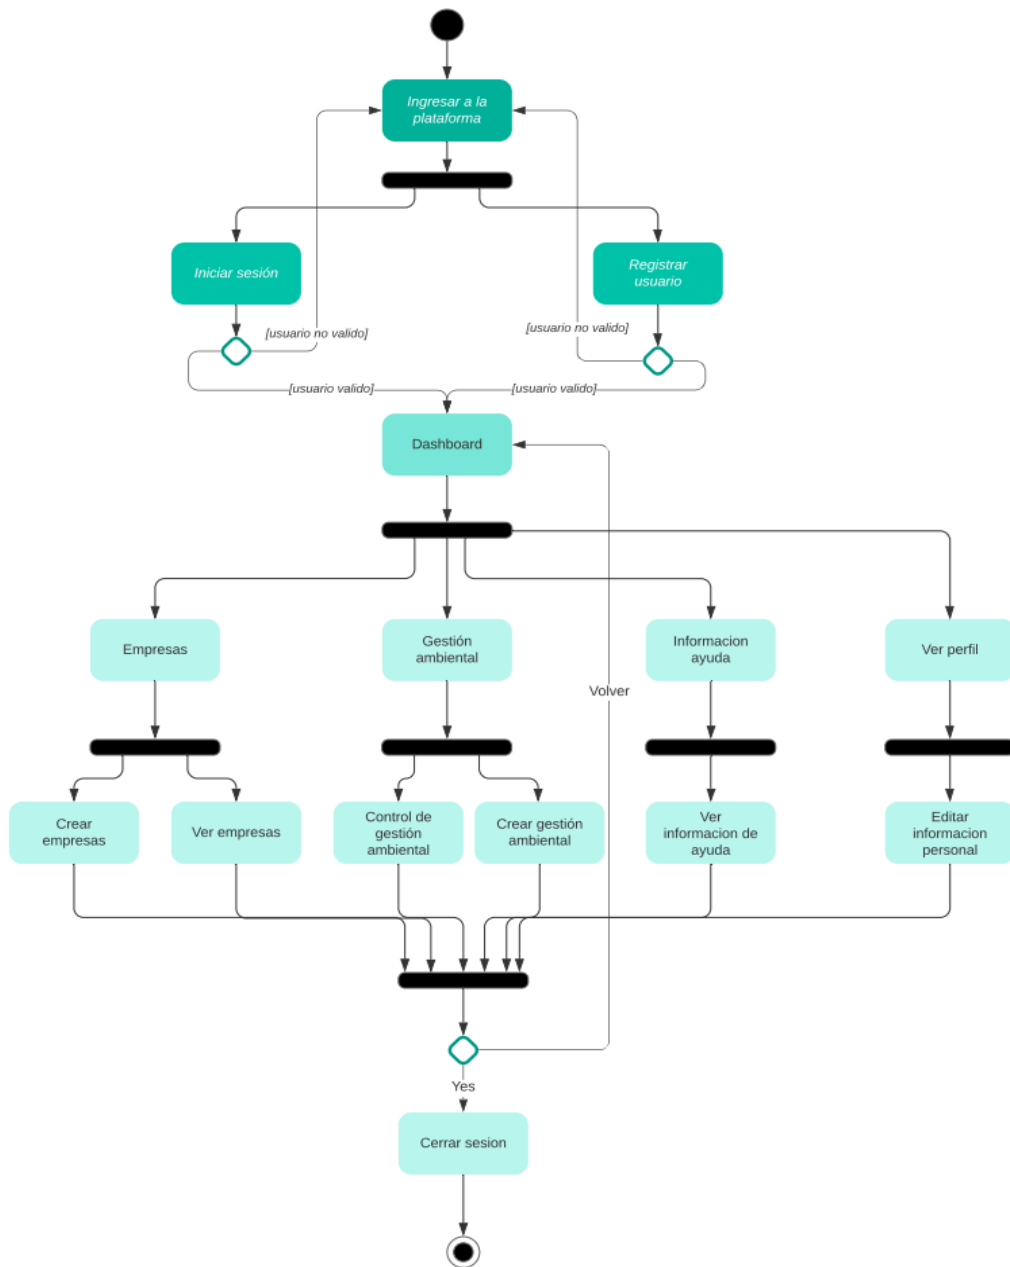 Ingresar a la
plataforma
Iniciar sesión
Registrar
usuario
[usuario no valido]
[usuario no valido]
[usuario valido]
[usuario valido]
Dashboard
Empresas
Gestión
ambiental
Informacion
ayuda
Ver perfil
Volver
Crear
empresas
Ver empresas
Control de
gestión
ambiental
Crear gestión
ambiental
Ver
informacion de
ayuda
Editar
informacion
personal
Yes
Cerrar sesion